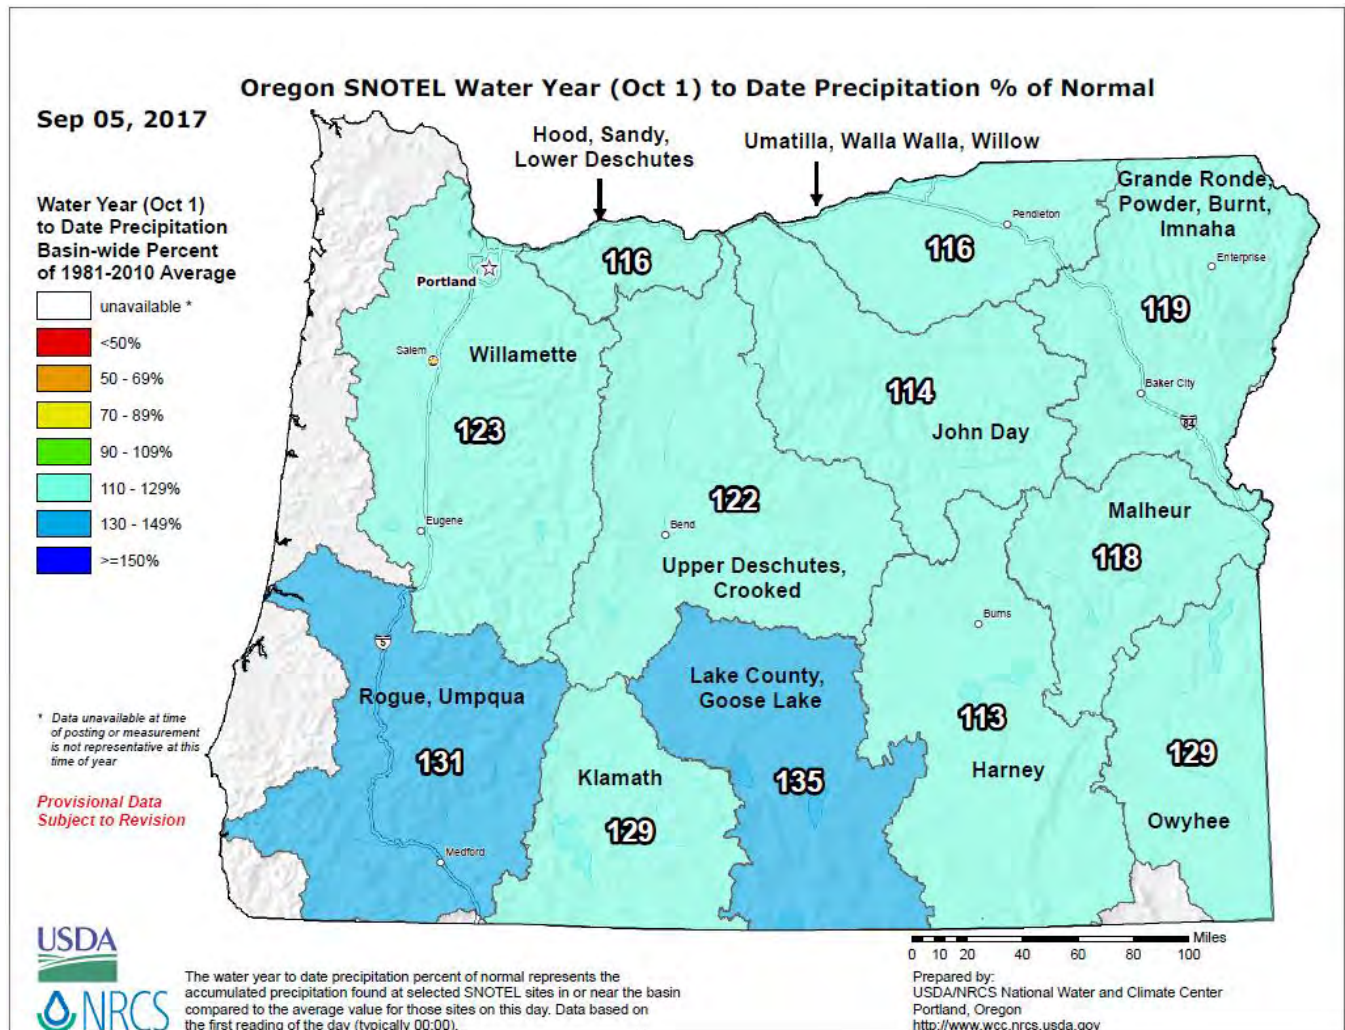 Oregon SNOTEL Water Year (Oct 1) to Date Precipitation % of Normal
Sep 05, 2017
Water Year (Oct 1)
to Date Precipitation
Basin-wide Percent
of 1981-2010 Average
unavailable *
<50%
50 - 69%
70 - 89%
90 - 109%
110 - 129%
130 - 149%
>=150%
* Data unavailable at time
of posting or measurement
is not representative at this
time of year
Provisional Data
Subject to Revision
Hood, Sandy,
Lower Deschutes
116
Umatilla, Walla Walla, Willow
Pendleton
116
Grande Ronde,
Powder, Burnt,
Imnaha
Enterprise
119
Baker City
84
Portland
Salem
Willamette
123
Eugene
114
John Day
122
Bend
Upper Deschutes,
Crooked
Malheur
118
Burns
5
Rogue, Umpqua
131
Medford
Lake County,
Goose Lake
135
Klamath
129
113
Harney
129
Owyhee
Miles
0 10 20 40 60 80 100
USDA
NRCS
The water year to date precipitation percent of normal represents the
accumulated precipitation found at selected SNOTEL sites in or near the basin
compared to the average value for those sites on this day. Data based on
the first reading of the day (typically 00:00).
Prepared by:
USDA/NRCS National Water and Climate Center
Portland, Oregon
http://www.wcc.nrcs.usda.gov